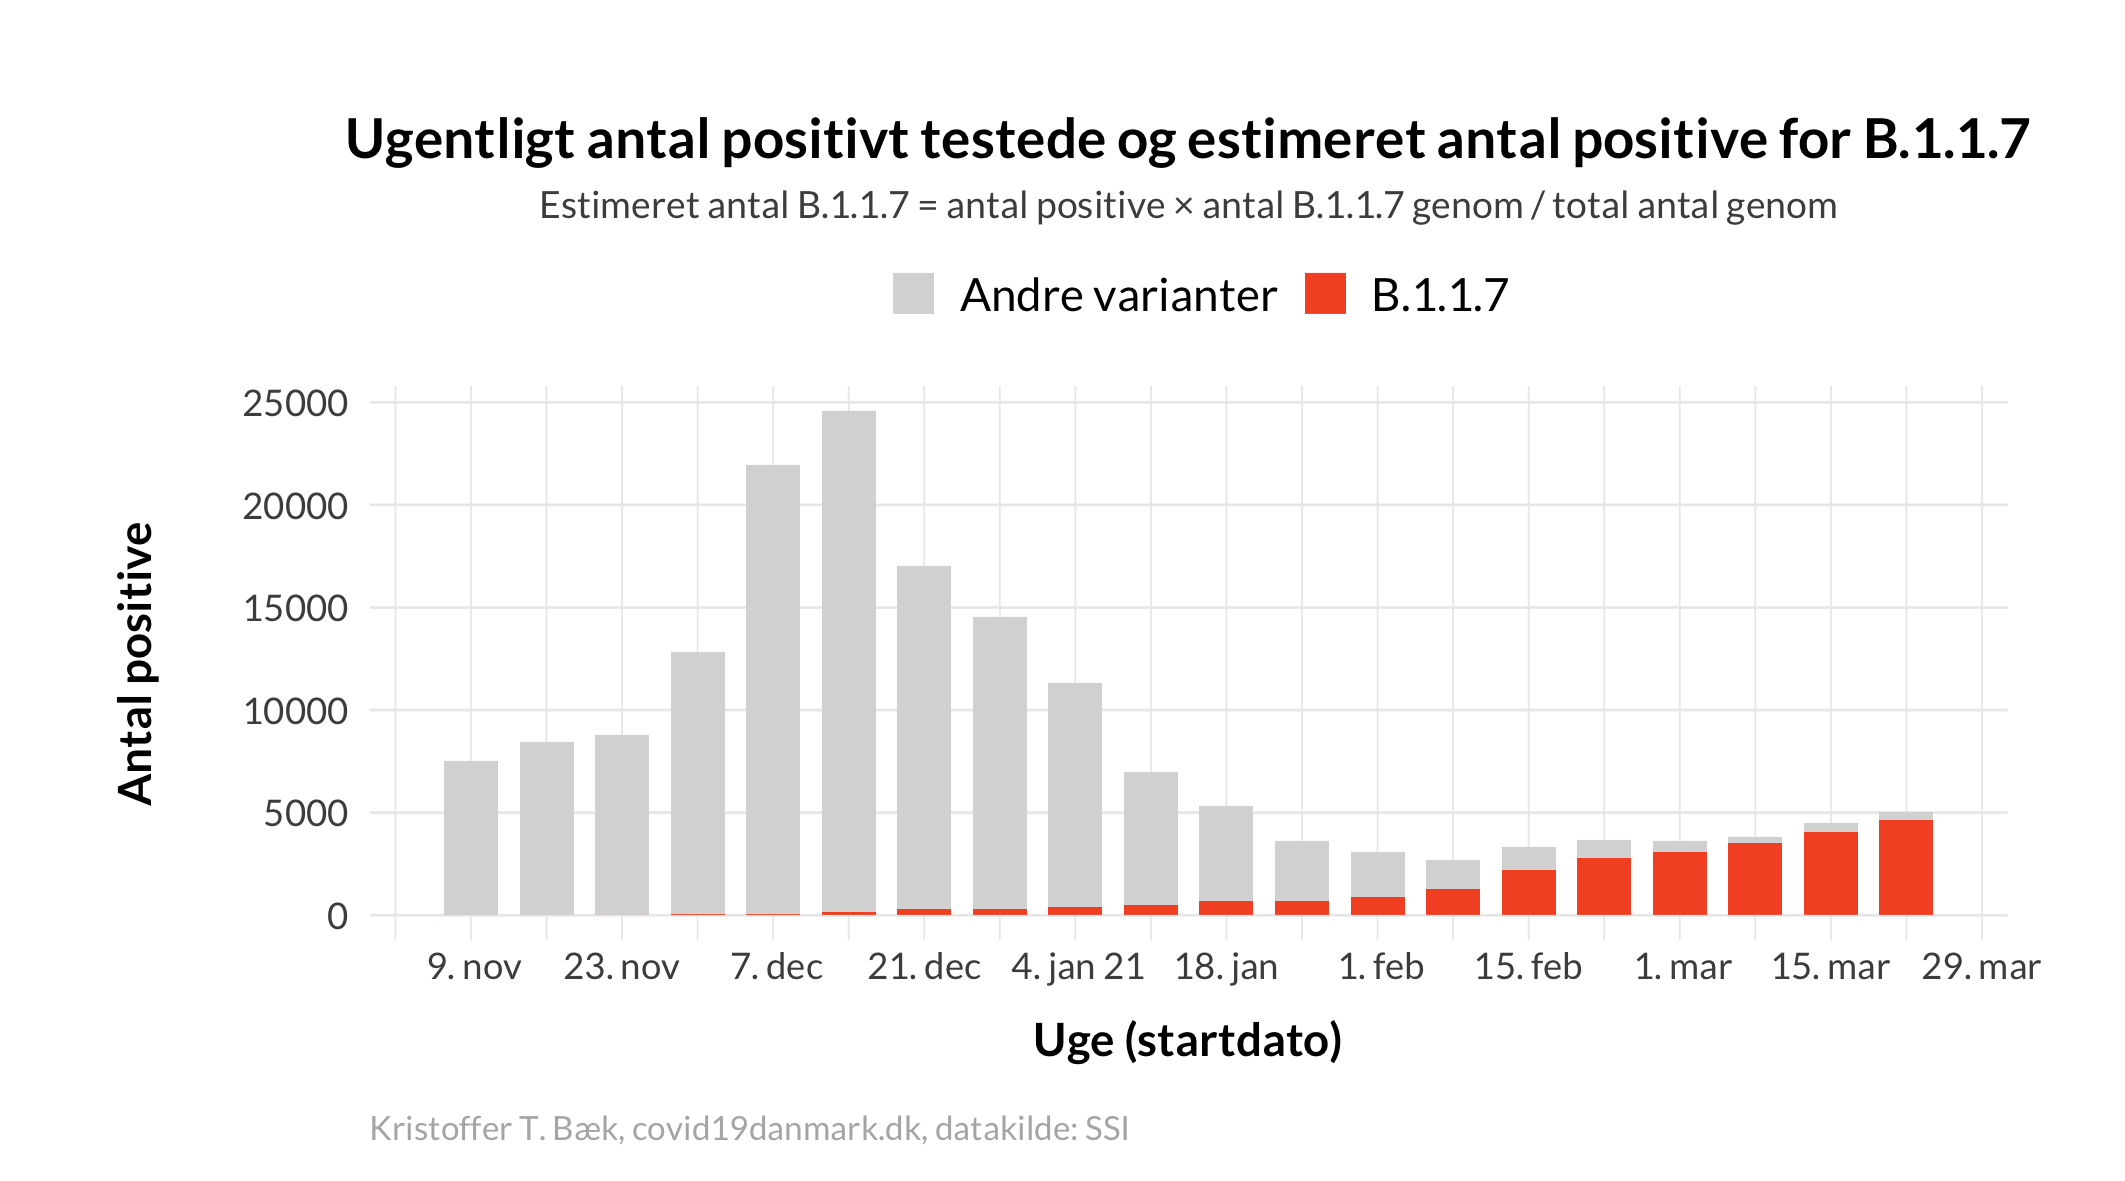 Ugentligt antal positivt testede og estimeret antal positive for B.1.1.7
Estimeret antal B.1.1.7 = antal positive × antal B.1.1.7 genom / total antal genom
Andre varianter B.1.1.7
Antal positive
25000
20000
15000
10000
5000
0
9. nov 23. nov 7. dec 21. dec 4. jan 21 18. jan 1. feb 15. feb 1. mar 15. mar 29. mar
Uge (startdato)
Kristoffer T. Bæk, covid19danmark.dk, datakilde: SSI